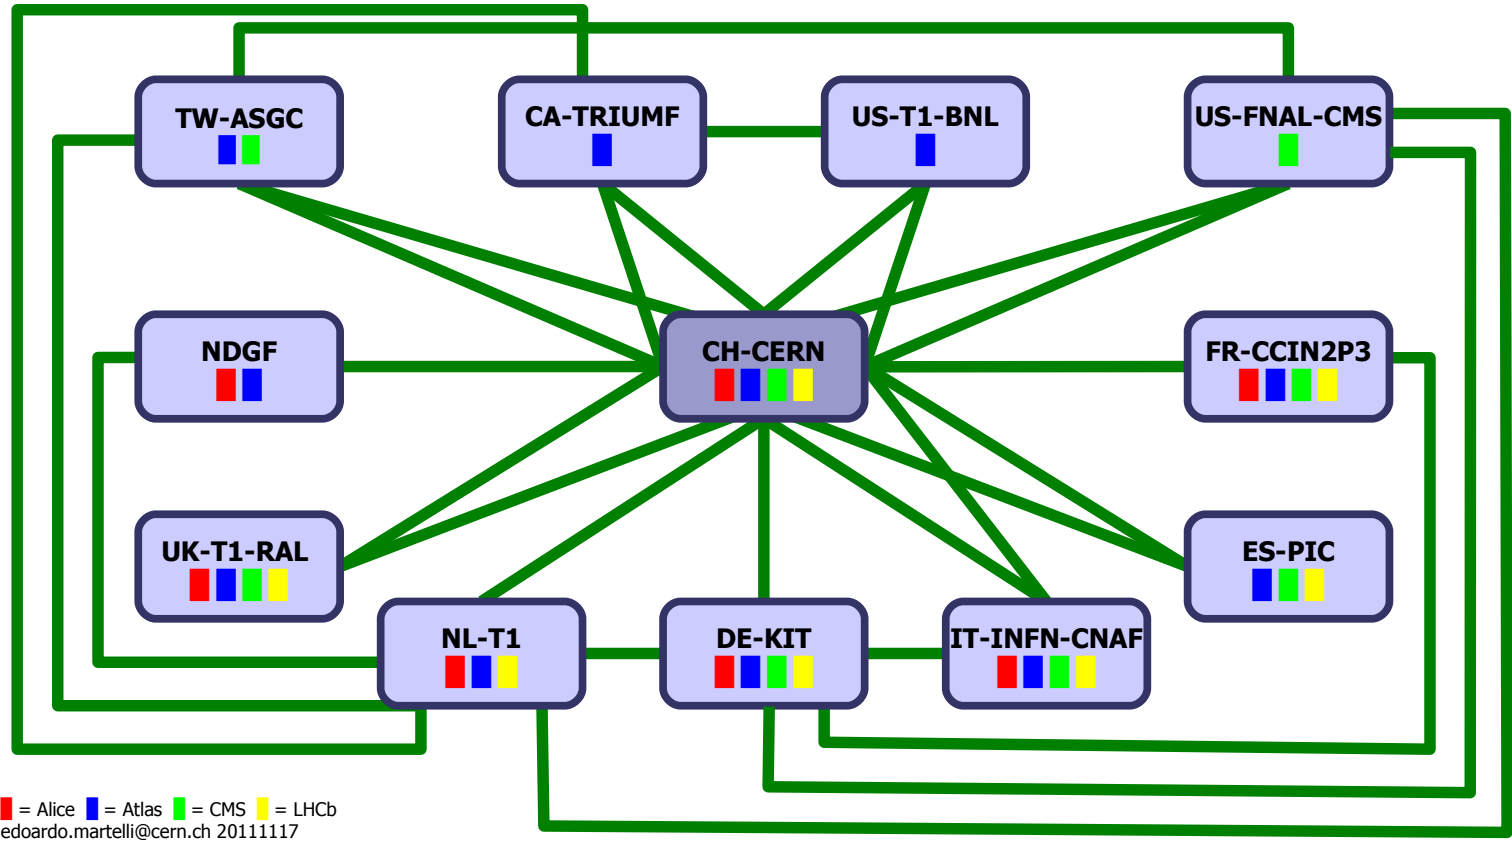 TW-ASGC
CA-TRIUMF
US-T1-BNL
US-FNAL-CMS
NDGF
CH-CERN
FR-CCIN2P3
UK-T1-RAL
ES-PIC
NL-T1
DE-KIT
IT-INFN-CNAF
= Alice = Atlas = CMS = LHCb
edoardo.martelli@cern.ch 20111117